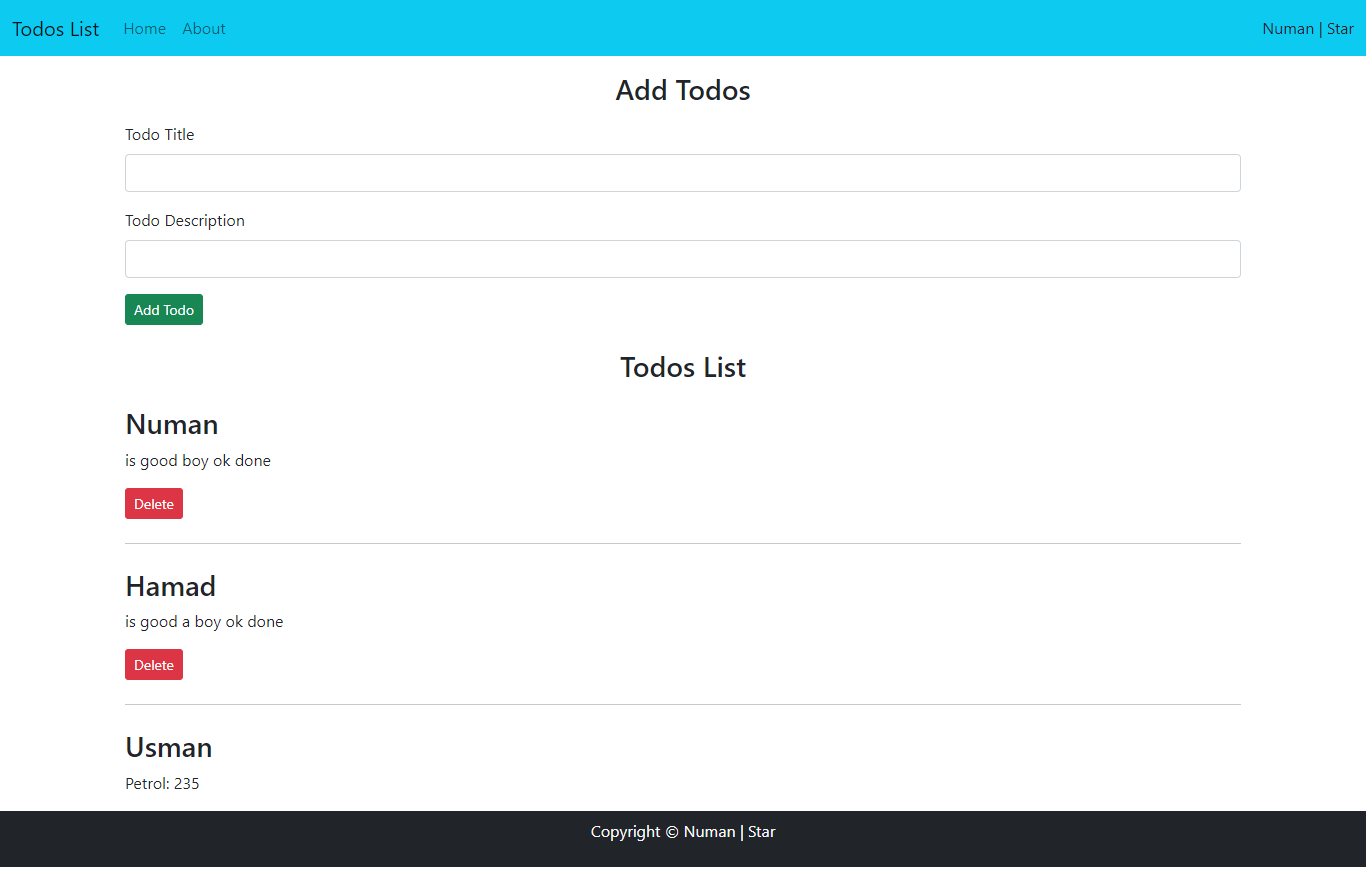 Todos List Home About Numan | Star
Add Todos
Todo Title
Todo Description
Add Todo
Todos List
Numan
is good boy ok done
Delete
Hamad
is good a boy ok done
Delete
Usman
Petrol: 235
Copyright © Numan | Star